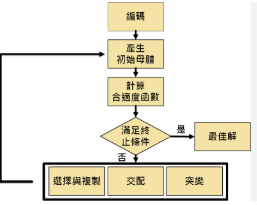 編碼
產生
初始母體
計算
合適度函數
滿足終
止條件
是
最佳解
否
選擇與複製
交配
突變